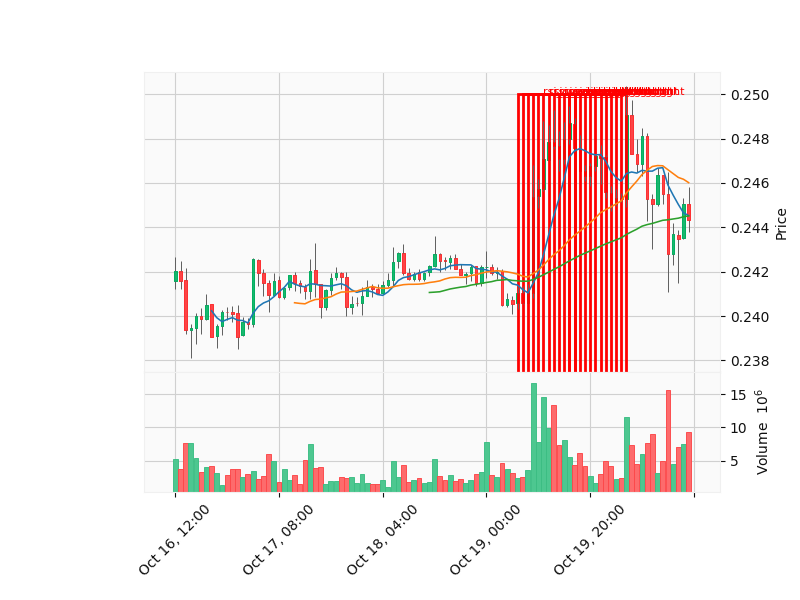 0.250
0.248
0.246
0.244
0.242
0.240
0.238
Price
15
10
5
Volume 10⁶
Oct 16, 12:00
Oct 17, 08:00
Oct 18, 04:00
Oct 19, 00:00
Oct 19, 20:00